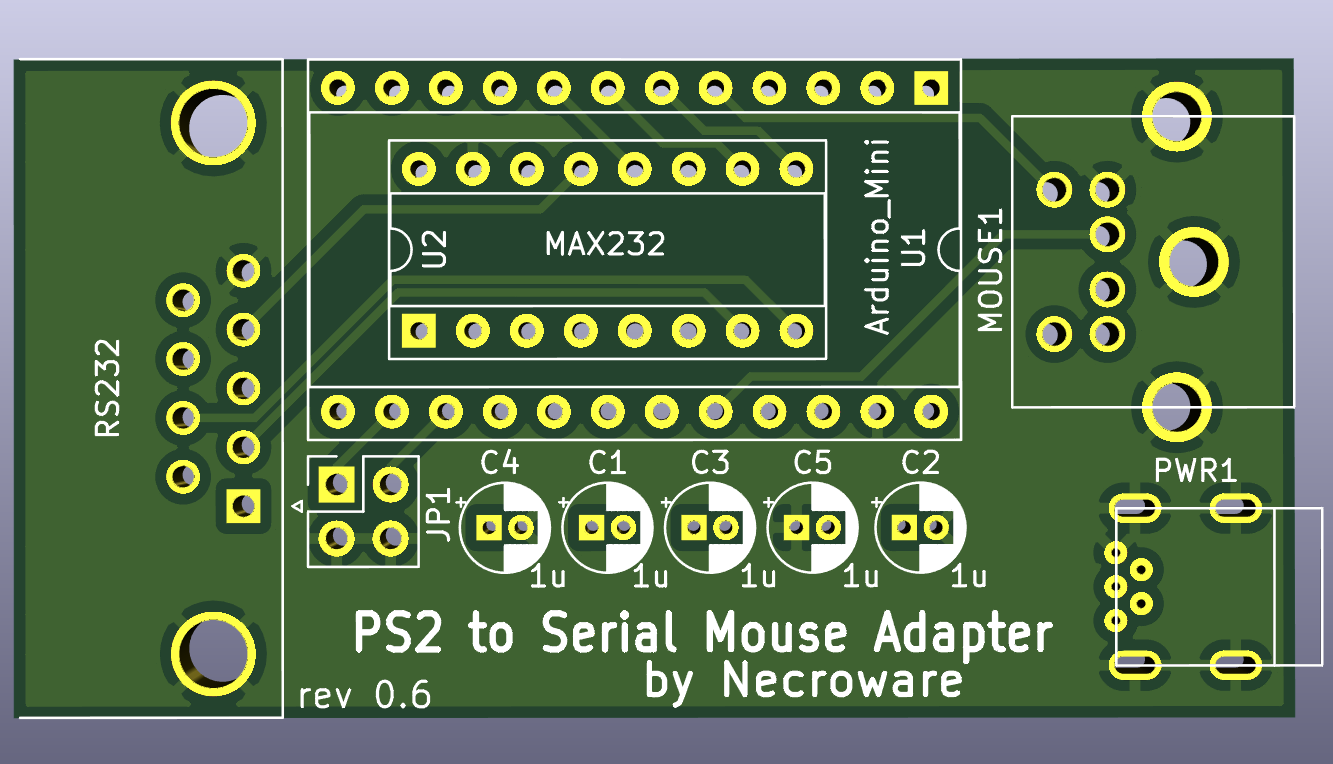 Arduino_Mini
U1
U2
MAX232
MOUSE1
RS232
JP1
C4
C1
C3
C5
C2
PWR1
+
+
+
+
+
1u
1u
1u
1u
1u
PS2 to Serial Mouse Adapter
by Necroware
rev 0.6